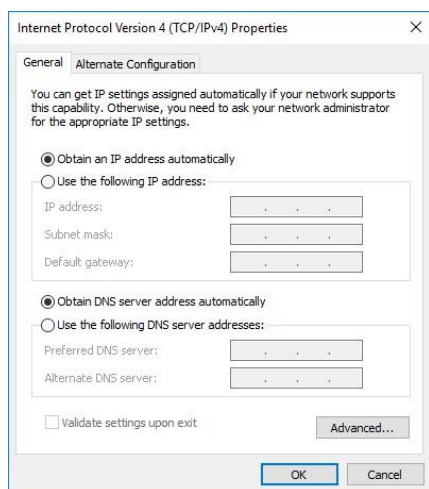 Internet Protocol Version 4 (TCP/IPv4) Properties
General Alternate Configuration
You can get IP settings assigned automatically if your network supports
this capability. Otherwise, you need to ask your network administrator
for the appropriate IP settings.
Obtain an IP address automatically
Use the following IP address:
IP address:
Subnet mask:
Default gateway:
Obtain DNS server address automatically
Use the following DNS server addresses:
Preferred DNS server:
Alternate DNS server:
Validate settings upon exit
Advanced...
OK Cancel